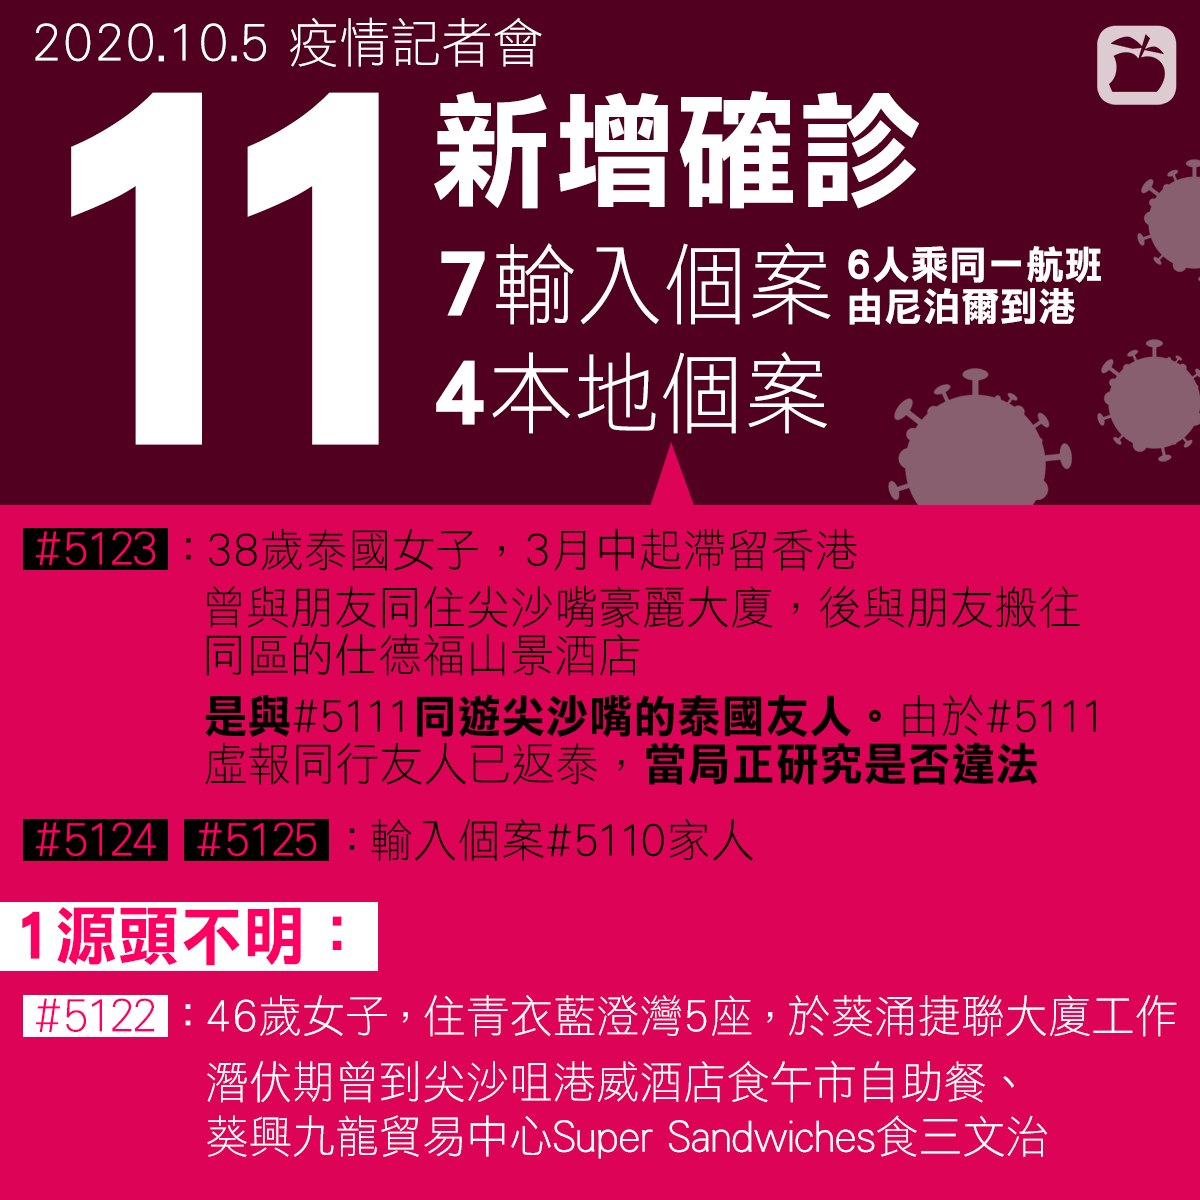 2020.10.5 疫情記者會
11 新增確診
7輸入個案 6人乘同一航班
由尼泊爾到港
4本地個案
#5123：38歲泰國女子，3月中起滯留香港
曾與朋友同住尖沙嘴豪麗大廈，後與朋友搬往
同區的仕德福山景酒店
是與#5111同遊尖沙嘴的泰國友人。由於#5111
虛報同行友人已返泰，當局正研究是否違法
#5124 #5125：輸入個案#5110家人
1源頭不明：
#5122：46歲女子，住青衣藍澄灣5座，於葵涌捷聯大廈工作
潛伏期曾到尖沙咀港威酒店食午市自助餐、
葵興九龍貿易中心Super Sandwiches食三文治